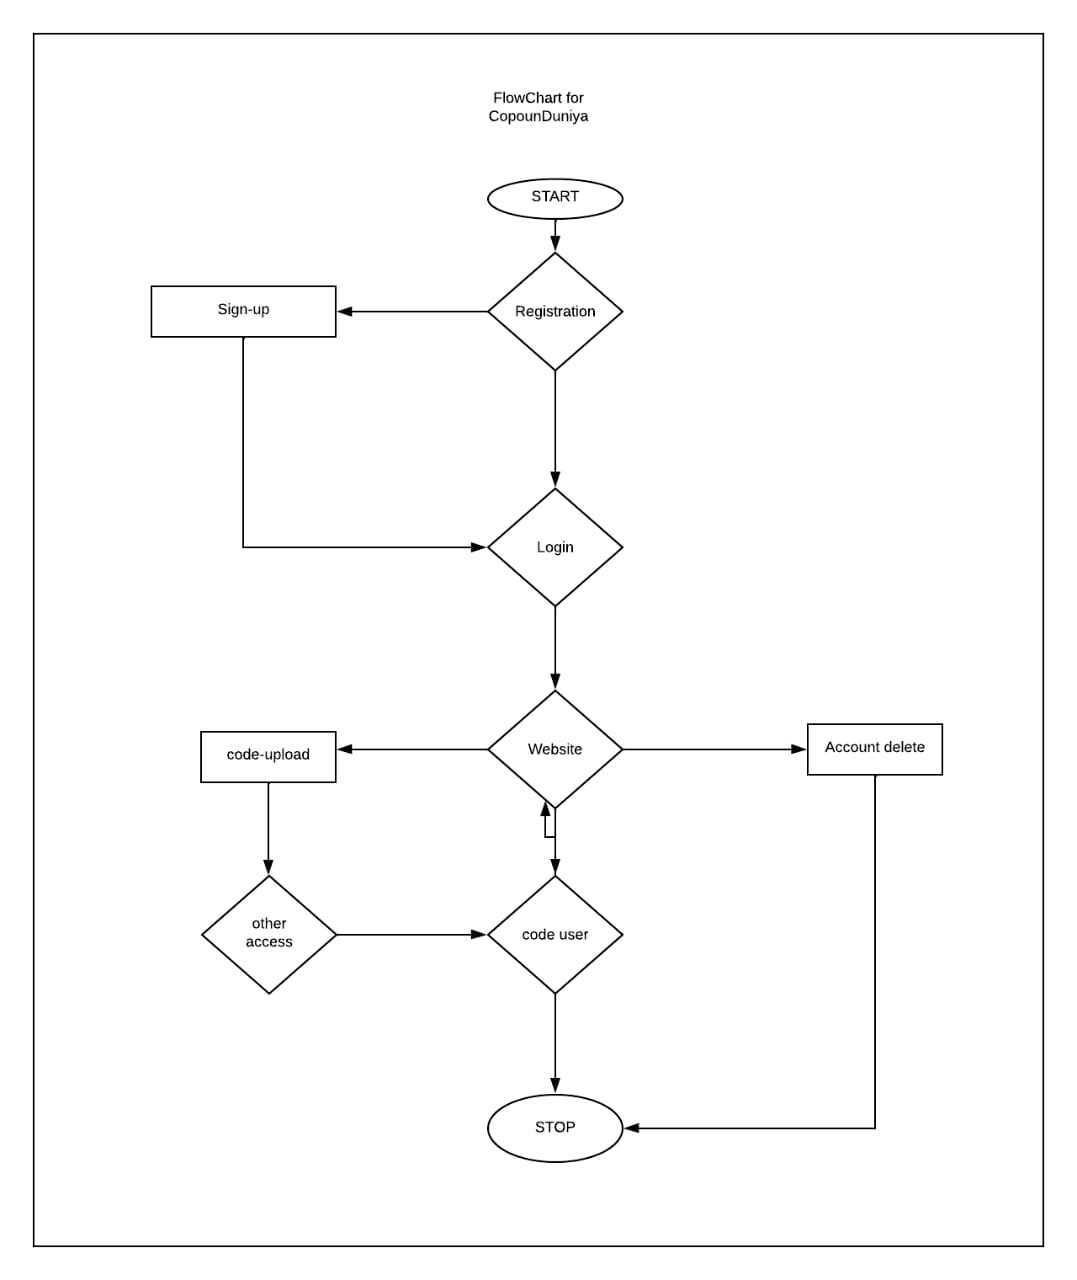 FlowChart for
CopounDuniya
START
Registration
Sign-up
Login
Website
code-upload
Account delete
other
access
code user
STOP